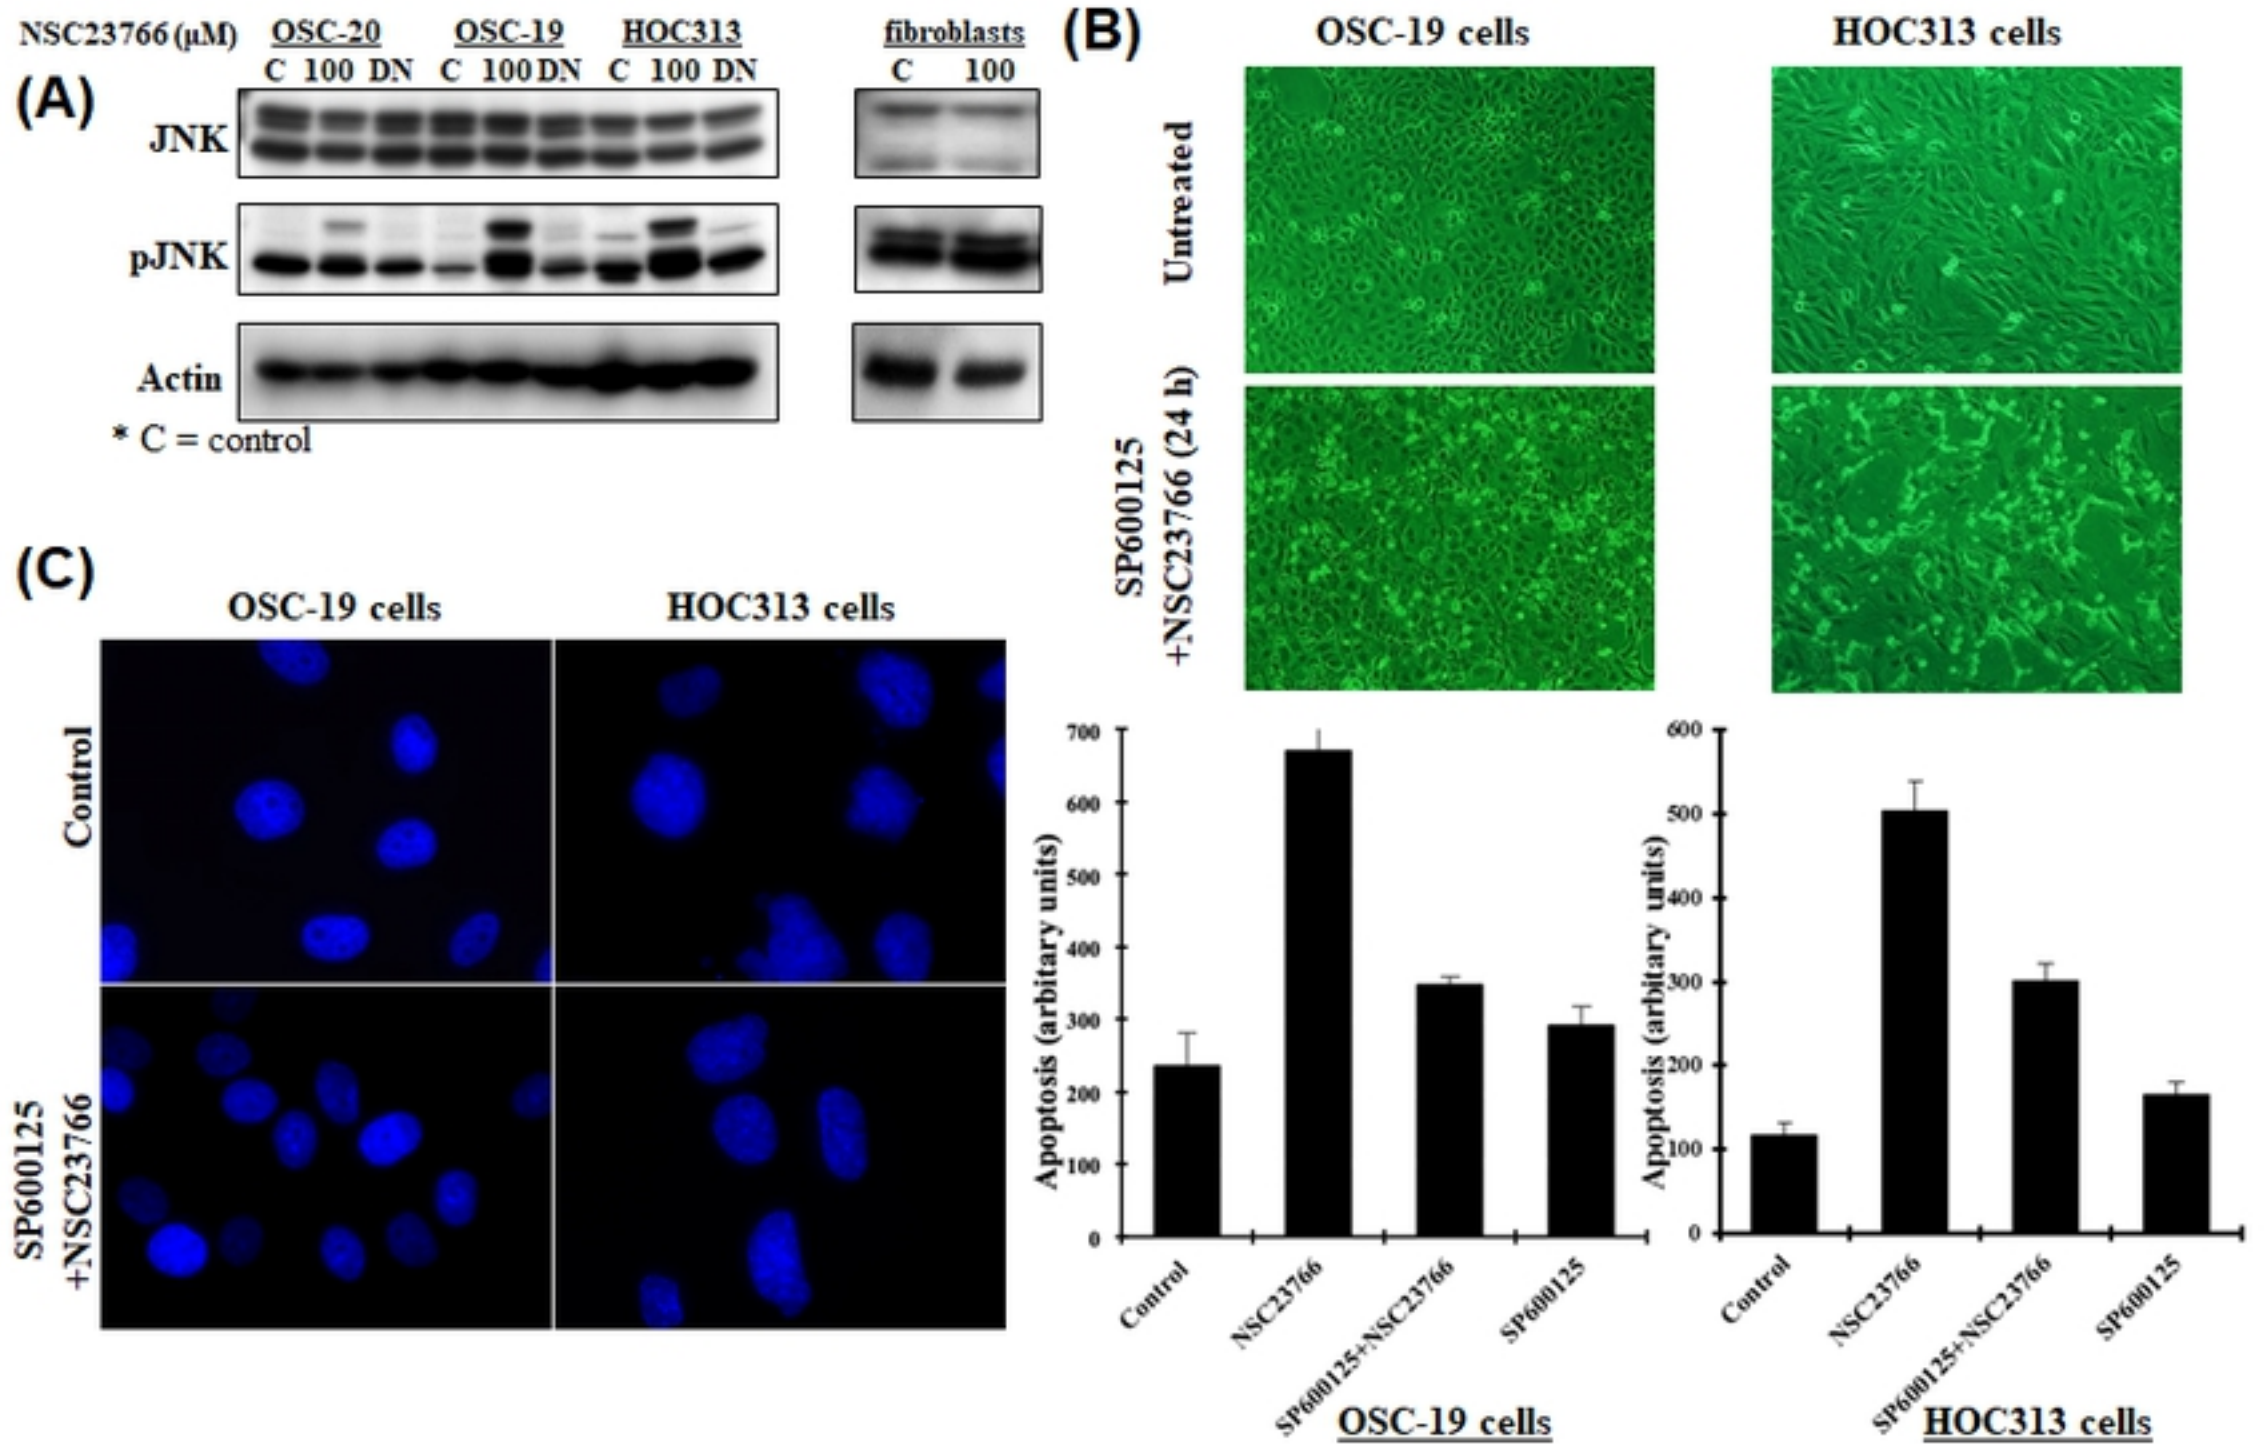 NSC23766 (µM) OSC-20 OSC-19 HOC313 fibroblasts
C 100 DN C 100 DN C 100 DN C 100
(A)
JNK
pJNK
Actin
* C = control
(B)
OSC-19 cells HOC313 cells
Untreated
SP600125
+NSC23766 (24 h)
(C)
OSC-19 cells HOC313 cells
Control
SP600125
+NSC23766
Apoptosis (arbitary units)
700
600
500
400
300
200
100
0
Control
NSC23766
SP600125+NSC23766
SP600125
OSC-19 cells
Apoptosis (arbitary units)
600
500
400
300
200
100
0
Control
NSC23766
SP600125+NSC23766
SP600125
HOC313 cells